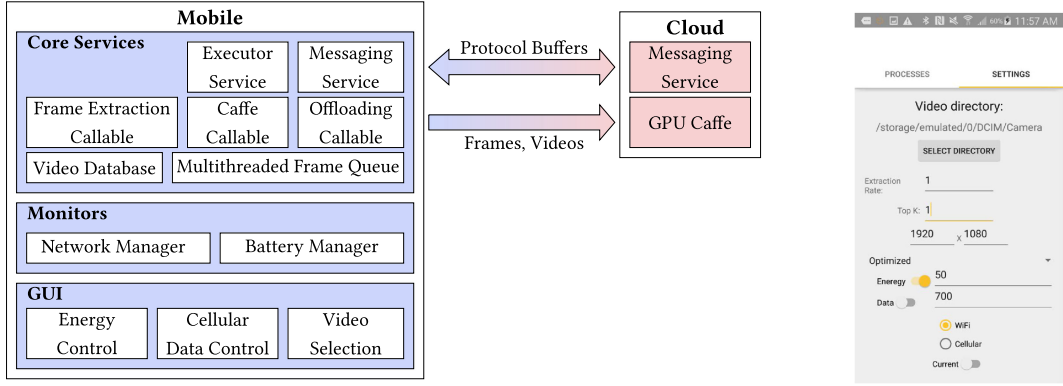 Mobile
Core Services
Executor
Service
Messaging
Service
Frame Extraction
Callable
Caffe
Callable
Offloading
Callable
Video Database
Multithreaded Frame Queue
Monitors
Network Manager
Battery Manager
GUI
Energy
Control
Cellular
Data Control
Video
Selection
Protocol Buffers
Frames, Videos
Cloud
Messaging
Service
GPU Caffe
60% 11:57 AM
PROCESSES
SETTINGS
Video directory:
/storage/emulated/0/DCIM/Camera
SELECT DIRECTORY
Extraction
Rate:
1
Top K: 1
1920 x 1080
Optimized
Eneregy 50
Data 700
WiFi
Cellular
Current